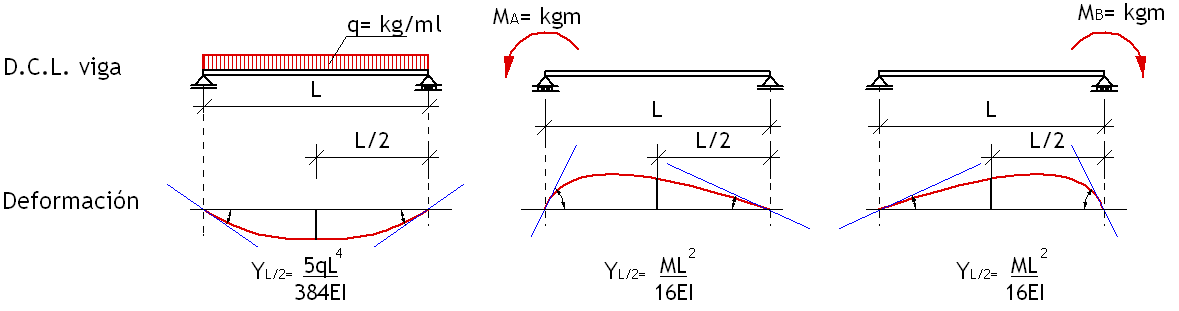 q= kg/ml
MA= kgm
MB= kgm
D.C.L. viga
L
L
L
L/2
L/2
L/2
Deformación
YL/2= 5qL4
384EI
YL/2= ML2
16EI
YL/2= ML2
16EI